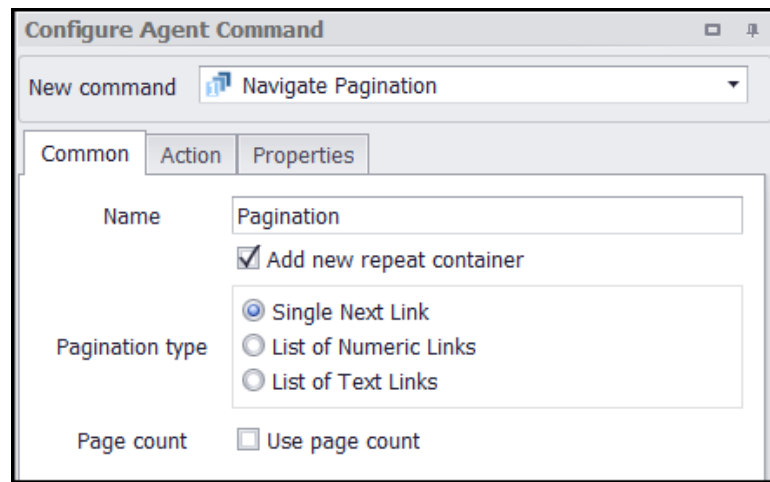 Configure Agent Command
New command Navigate Pagination
Common Action Properties
Name Pagination
Add new repeat container
Single Next Link
Pagination type List of Numeric Links
List of Text Links
Page count Use page count